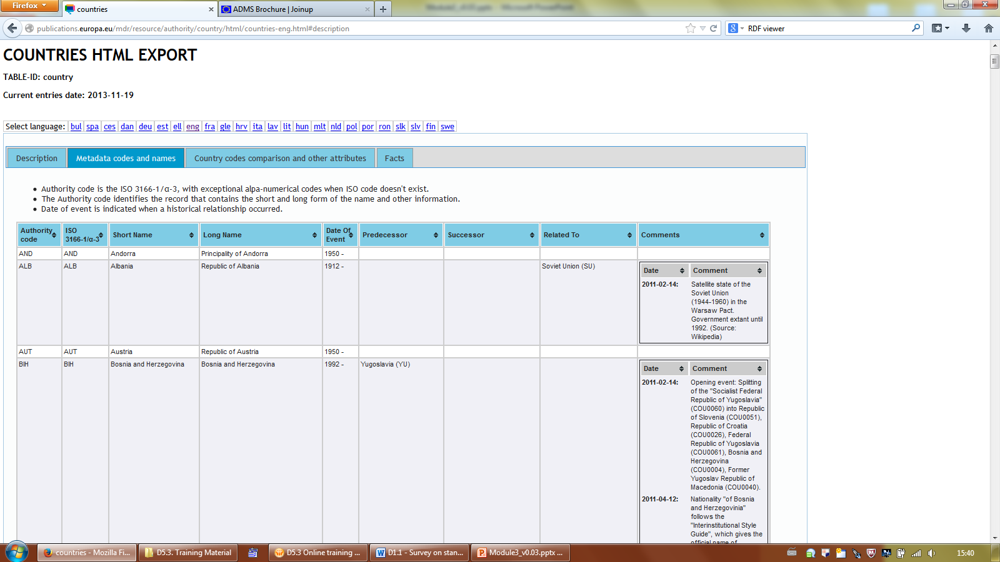 Firefox
countries
ADMS Brochure | Joinup
publications.europa.eu/mdr/resource/authority/country/html/countries-eng.html#description
RDF viewer
COUNTRIES HTML EXPORT
TABLE-ID: country
Current entries date: 2013-11-19
Select language: bul spa ces dan deu est ell eng fra gle hrv ita lav lit hun mlt nld pol por ron slk slv fin swe
Description Metadata codes and names Country codes comparison and other attributes Facts
• Authority code is the ISO 3166-1/α-3, with exceptional alpa-numerical codes when ISO code doesn't exist.
• The Authority code identifies the record that contains the short and long form of the name and other information.
• Date of event is indicated when a historical relationship occurred.
Authority code ISO 3166-1/α-3 Short Name Long Name Date Of Event Predecessor Successor Related To Comments
AND AND Andorra Principality of Andorra 1950 -
ALB ALB Albania Republic of Albania 1912 - Soviet Union (SU)
Date Comment
2011-02-14: Satellite state of the
Soviet Union
(1944-1960) in the
Warsaw Pact.
Government extant until
1992. (Source:
Wikipedia)
AUT AUT Austria Republic of Austria 1950 -
BIH BIH Bosnia and Herzegovina Bosnia and Herzegovina 1992 - Yugoslavia (YU)
Date Comment
2011-02-14: Opening event: Splitting
of the "Socialist Federal
Republic of Yugoslavia"
(COU0060) into Republic
of Slovenia (COU0051),
Republic of Croatia
(COU0026), Federal
Republic of Yugoslavia
(COU0061), Bosnia and
Herzegovina
(COU0004), Former
Yugoslav Republic of
Macedonia (COU0040).
2011-04-12: Nationality "of Bosnia
and Herzegovinia"
follows the
"Interinstitutional Style
Guide", which gives the
official name of
countries - Mozilla Fi...
D5.3. Training Material
D5.3 Online training ...
D1.1 - Survey on stan...
Module3_v0.03.pptx ...
15:40